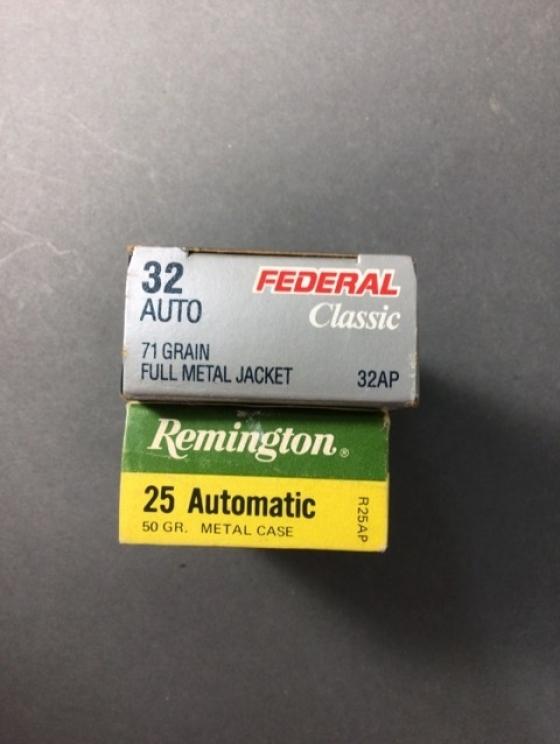 32 FEDERAL
AUTO Classic
71 GRAIN
FULL METAL JACKET 32AP
Remington®
25 Automatic
50 GR. METAL CASE
R25AP